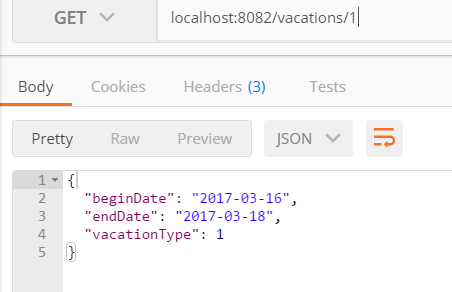 GET localhost:8082/vacations/1
Body Cookies Headers (3) Tests
Pretty Raw Preview JSON
1 {
2 "beginDate": "2017-03-16",
3 "endDate": "2017-03-18",
4 "vacationType": 1
5 }